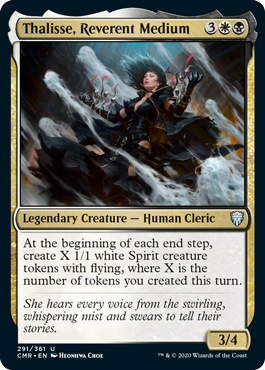 Thalisse, Reverent Medium 3
Legendary Creature — Human Cleric
At the beginning of each end step,
create X 1/1 white Spirit creature
tokens with flying, where X is the
number of tokens you created this turn.
She hears every voice from the swirling,
whispering mist and swears to tell their
stories.
3/4
291/361 U
CMR • EN Heonhwa Choe
™ & © 2020 Wizards of the Coast